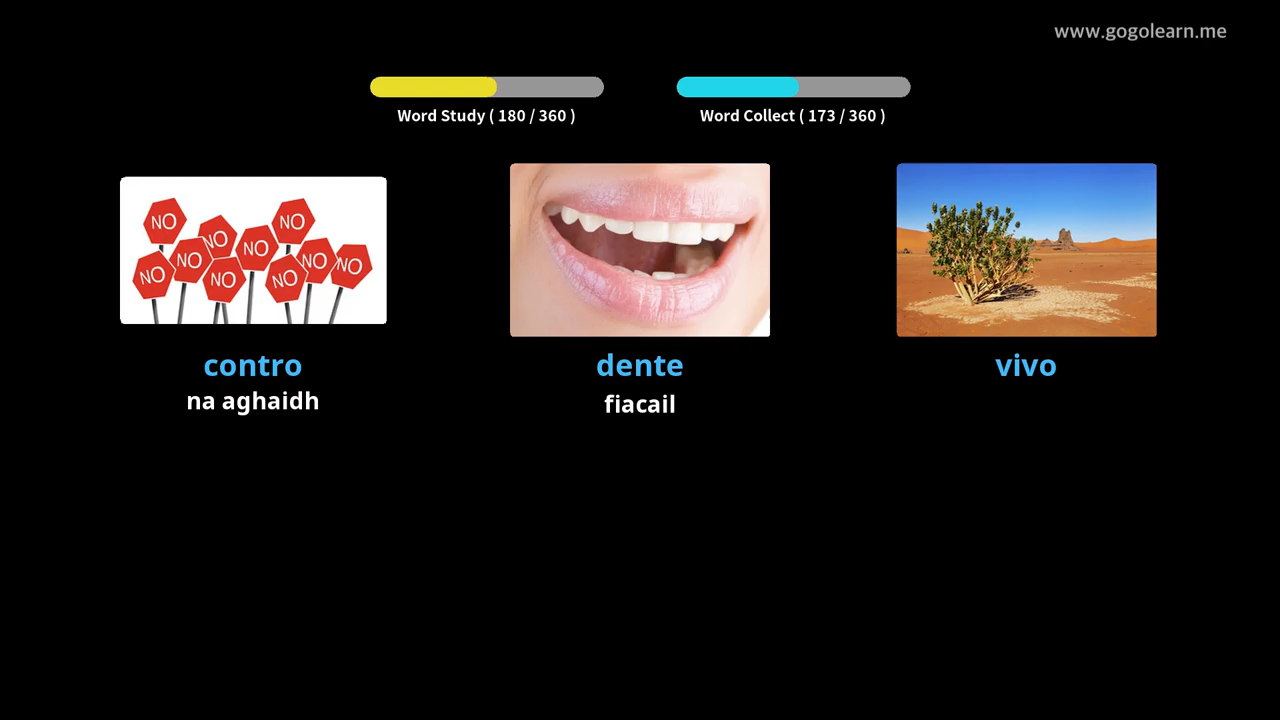 www.gogolearn.me
Word Study ( 180 / 360 )
Word Collect ( 173 / 360 )
NO
NO
NO
NO
NO
NO
NO
NO
NO
NO
contro
dente
vivo
na aghaidh
fiacail